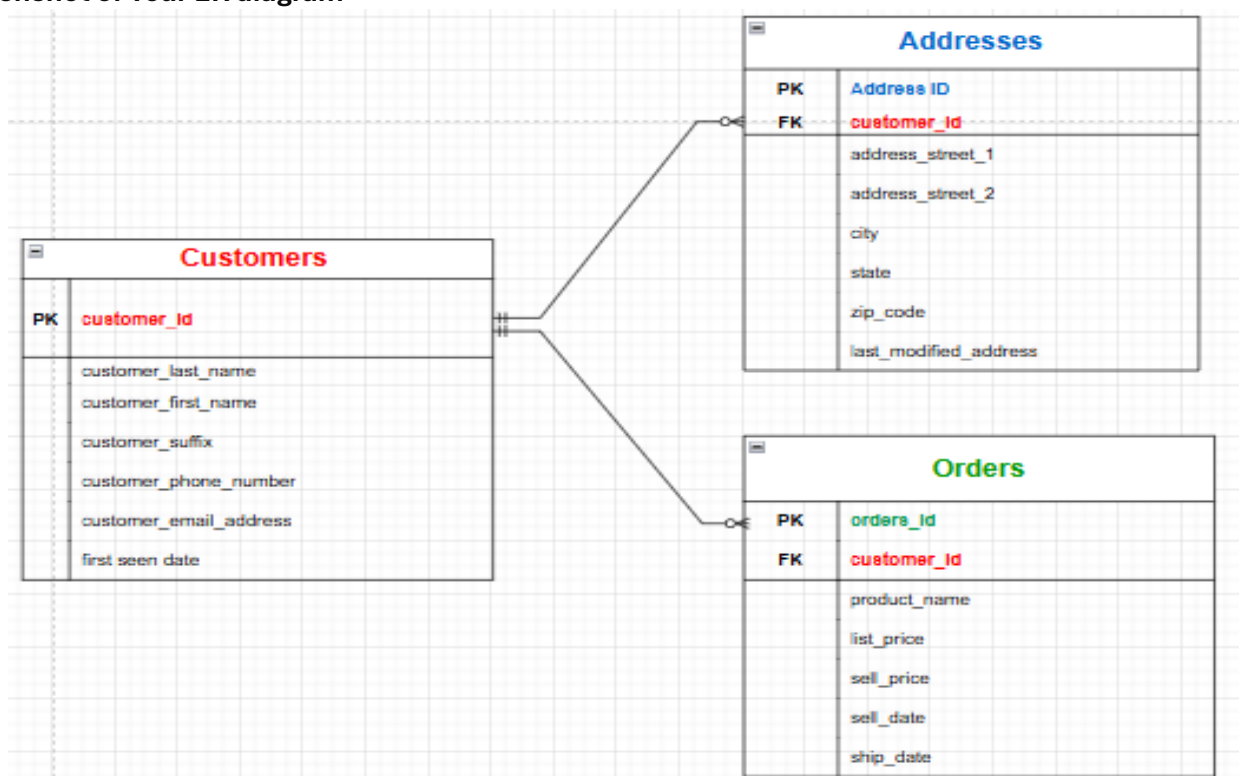 Customers
PK customer_id
customer_last_name
customer_first_name
customer_suffix
customer_phone_number
customer_email_address
first seen date
Addresses
PK Address ID
FK customer_id
address_street_1
address_street_2
city
state
zip_code
last_modified_address
Orders
PK orders_id
FK customer_id
product_name
list_price
sell_price
sell_date
ship_date